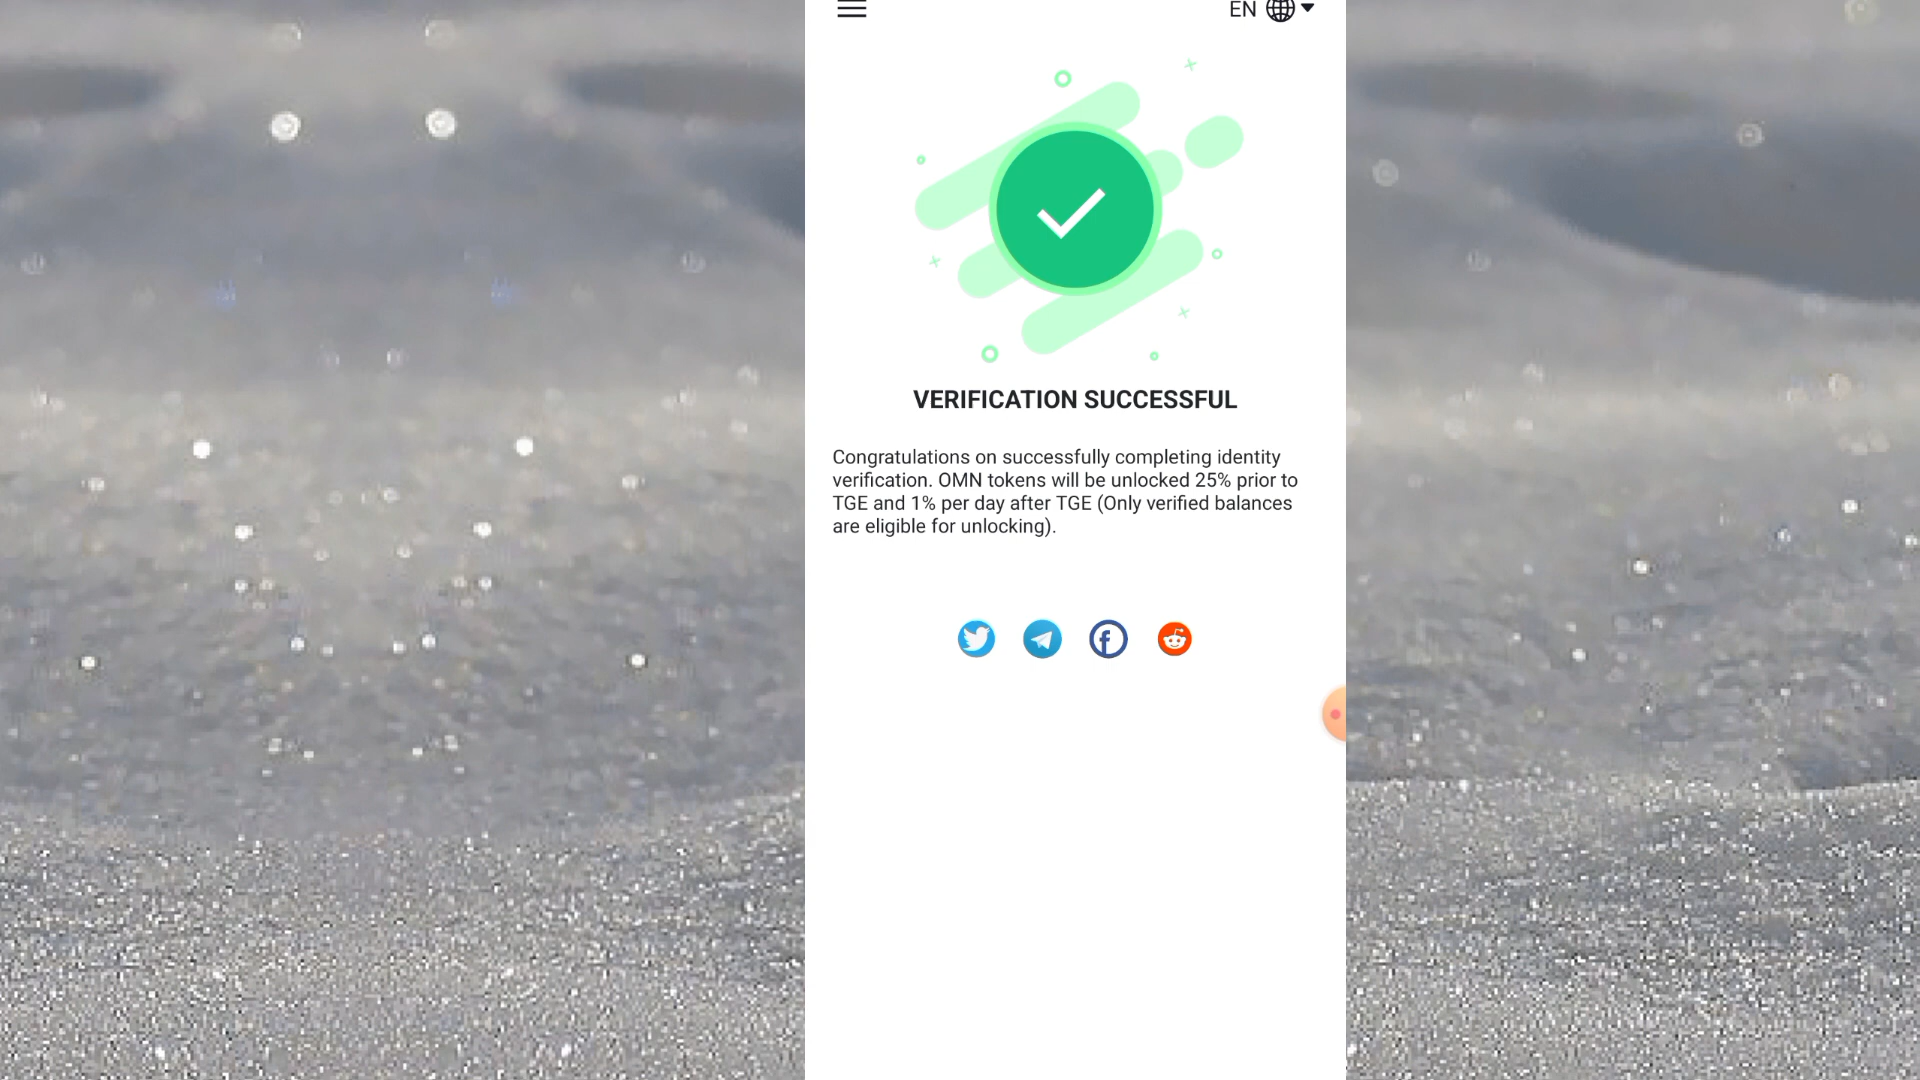 EN
VERIFICATION SUCCESSFUL
Congratulations on successfully completing identity
verification. OMN tokens will be unlocked 25% prior to
TGE and 1% per day after TGE (Only verified balances
are eligible for unlocking).